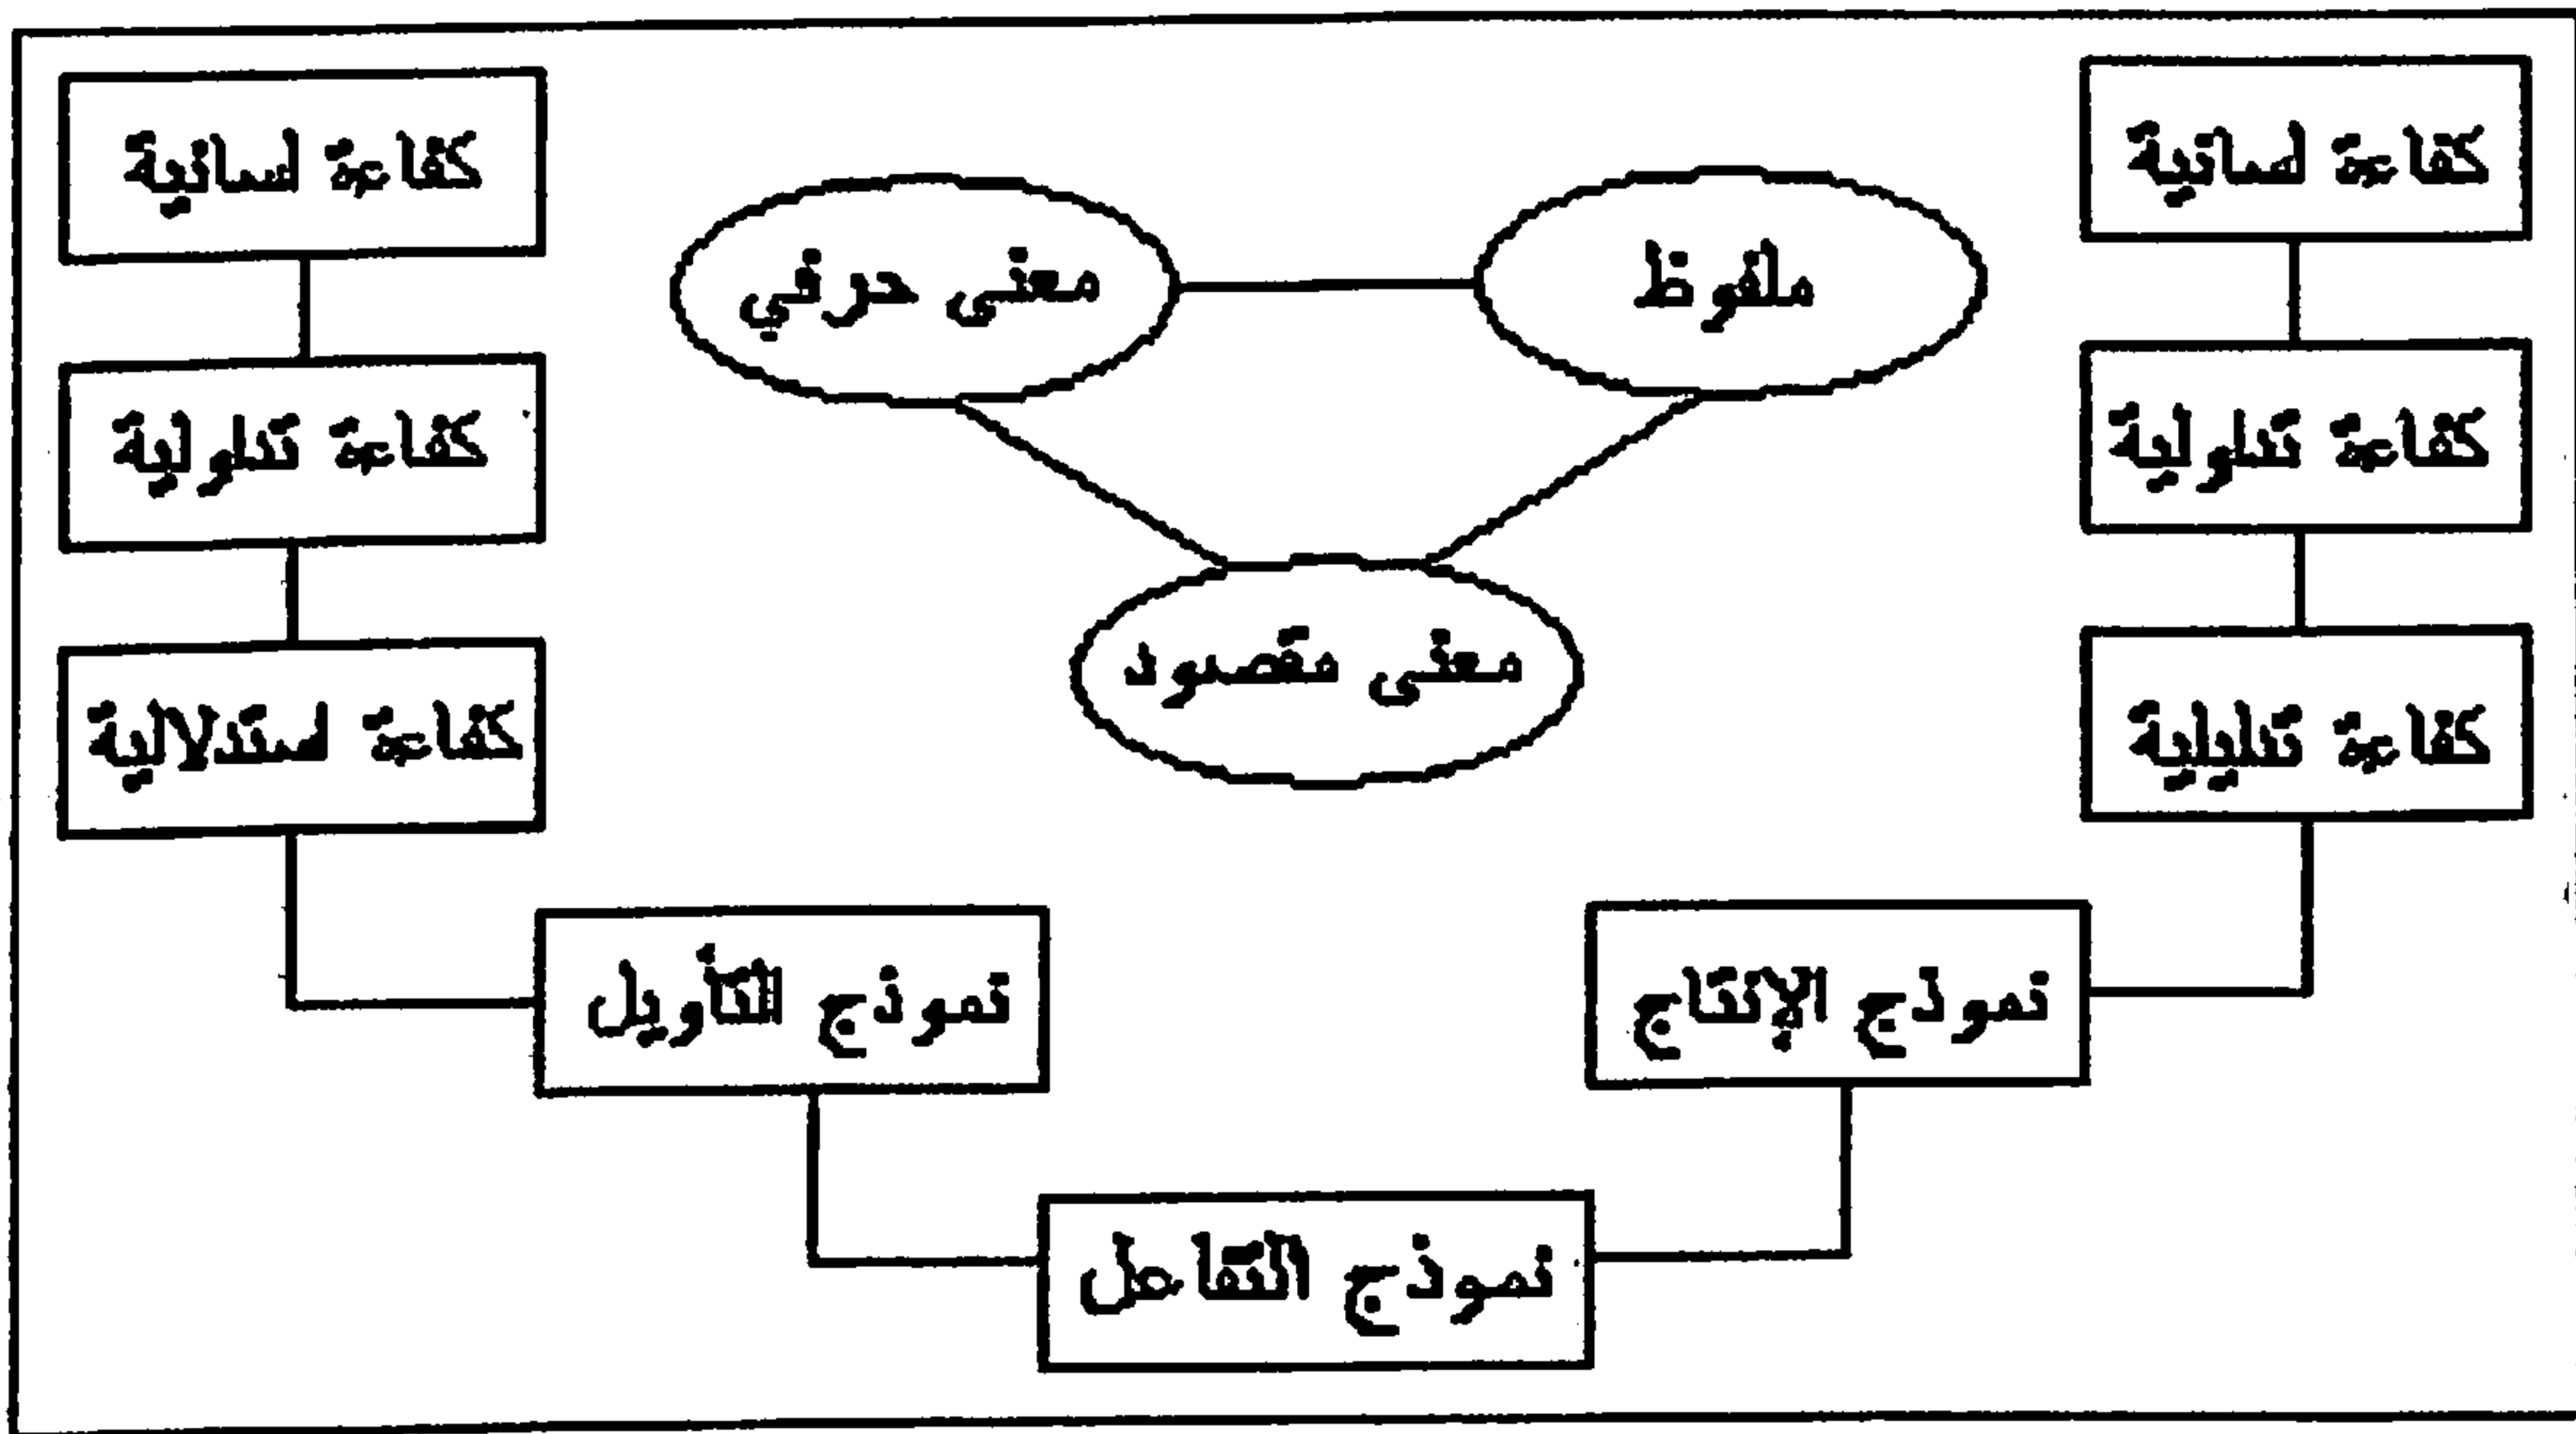 كفاءة لسانية
كفاءة لسانية
ملفوظ
معنى حرفي
كفاءة تداولية
كفاءة تداولية
معنى مقصود
كفاءة تدليلية
كفاءة استدلالية
نموذج الإنتاج
نموذج التأويل
نموذج التفاعل